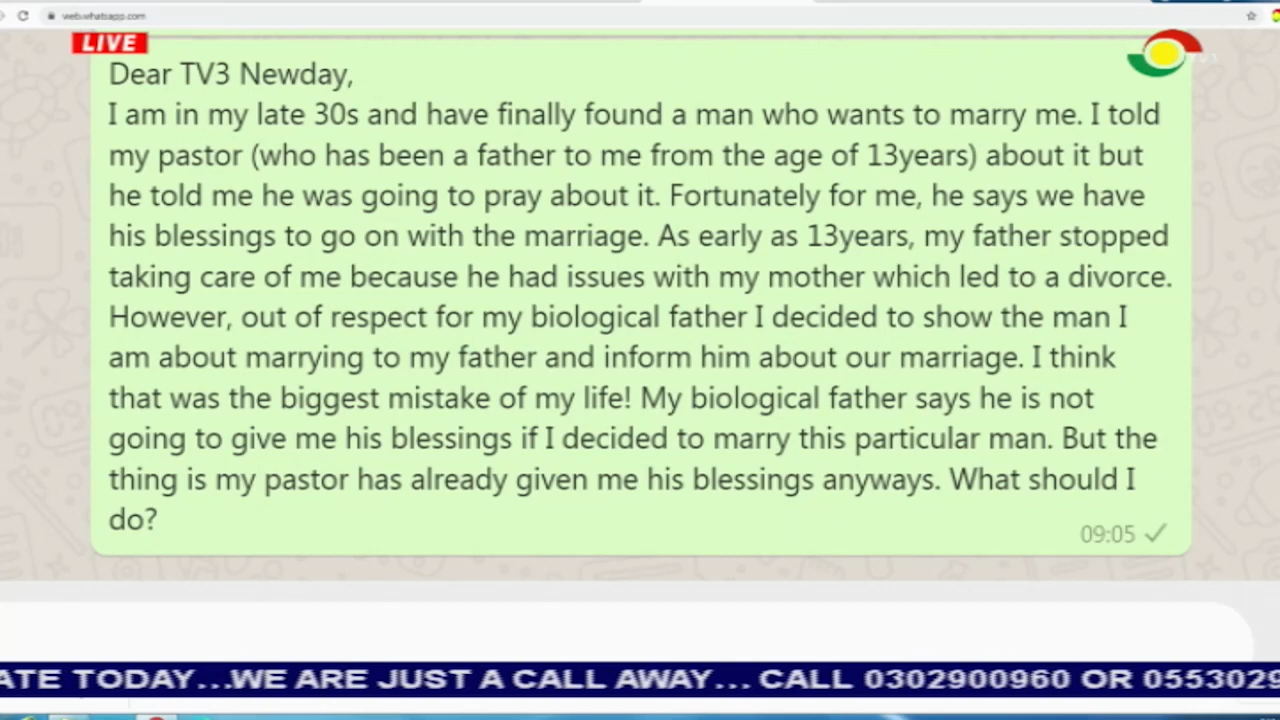 web.whatsapp.com
LIVE
Dear TV3 Newday,
I am in my late 30s and have finally found a man who wants to marry me. I told
my pastor (who has been a father to me from the age of 13years) about it but
he told me he was going to pray about it. Fortunately for me, he says we have
his blessings to go on with the marriage. As early as 13years, my father stopped
taking care of me because he had issues with my mother which led to a divorce.
However, out of respect for my biological father I decided to show the man I
am about marrying to my father and inform him about our marriage. I think
that was the biggest mistake of my life! My biological father says he is not
going to give me his blessings if I decided to marry this particular man. But the
thing is my pastor has already given me his blessings anyways. What should I
do?
09:05
ATE TODAY...WE ARE JUST A CALL AWAY... CALL 0302900960 OR 0553029